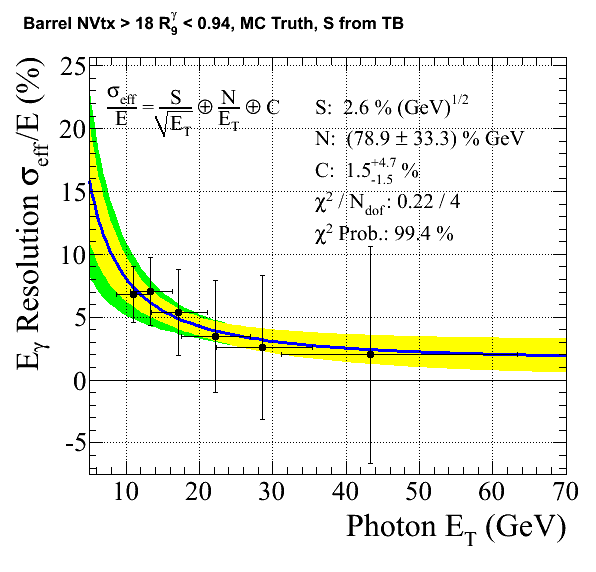 Barrel NVtx > 18 R₉^γ < 0.94, MC Truth, S from TB
E_γ Resolution σ_eff/E (%)
25
20
15
10
5
0
-5
σ_eff/E = S/√E_T ⊕ N/E_T ⊕ C
S: 2.6 % (GeV)^1/2
N: (78.9 ± 33.3) % GeV
C: 1.5^+4.7_-1.5 %
χ² / N_dof: 0.22 / 4
χ² Prob.: 99.4 %
10 20 30 40 50 60 70
Photon E_T (GeV)